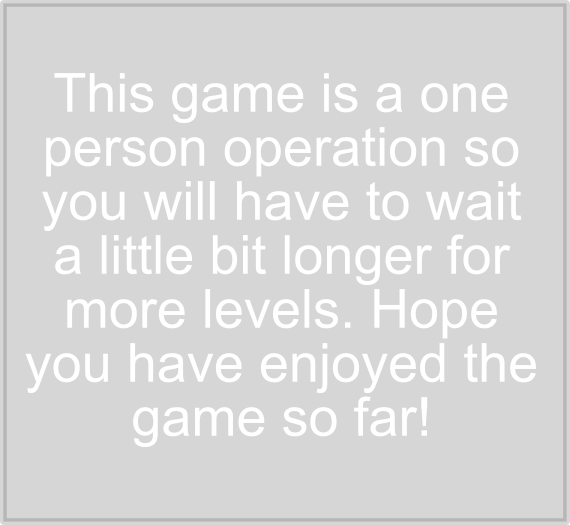 This game is a one
person operation so
you will have to wait
a little bit longer for
more levels. Hope
you have enjoyed the
game so far!